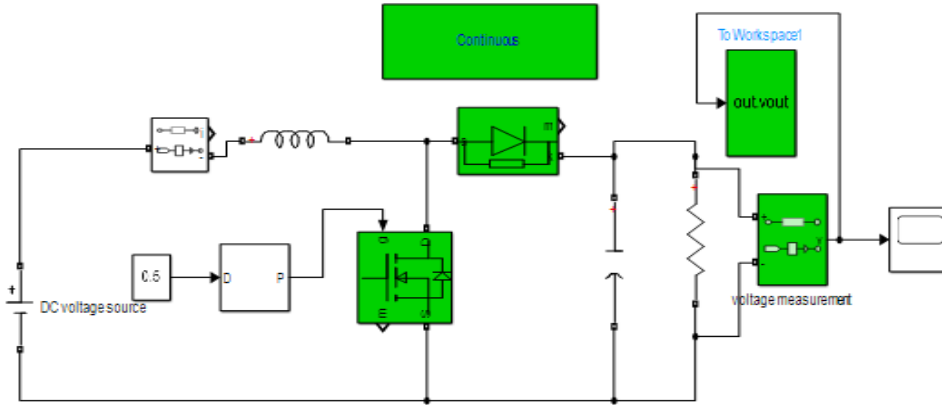 Continuous
To Workspace1
out.vout
+
DC voltage source
0.5
D
P
g
D
m
S
m
+
-
voltage measurement